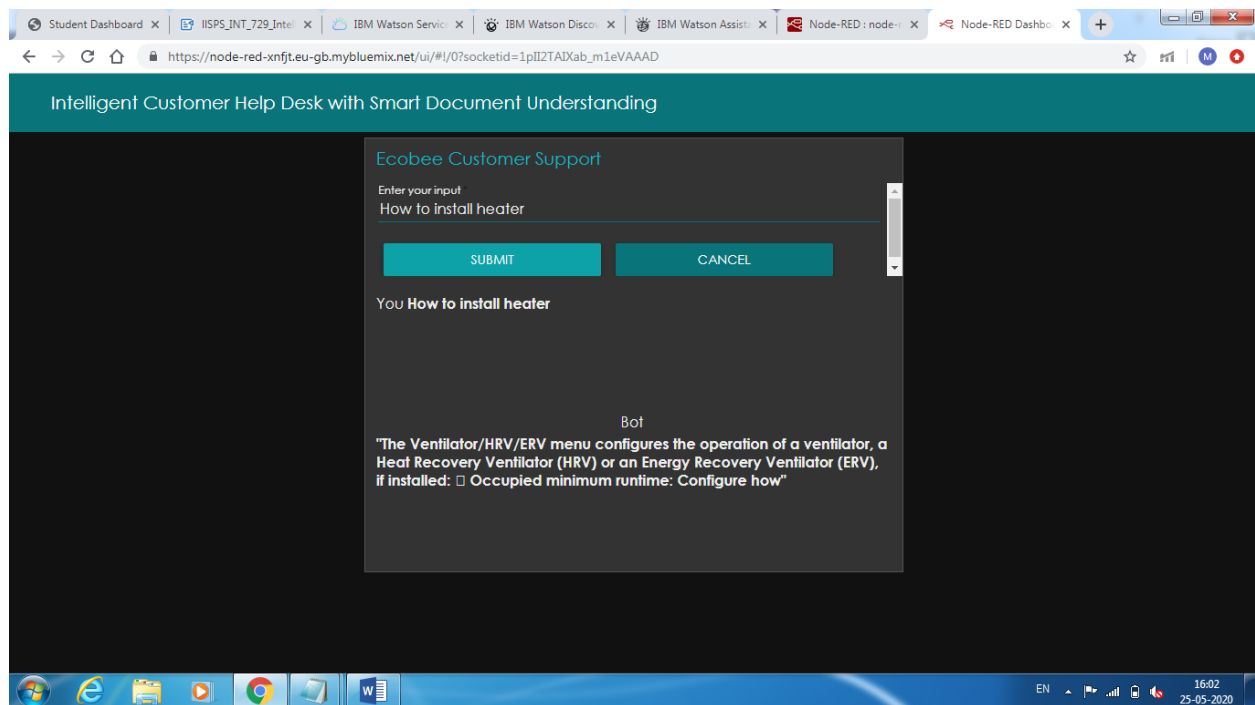 Student Dashboard
IISPS_INT_729_Intel
IBM Watson Service
IBM Watson Discov
IBM Watson Assista
Node-RED : node-r
Node-RED Dashbo
https://node-red-xnfjt.eu-gb.mybluemix.net/ui/#!/0?socketid=1pII2TAIXab_m1eVAAAD
M
Intelligent Customer Help Desk with Smart Document Understanding
Ecobee Customer Support
Enter your input *
How to install heater
SUBMIT CANCEL
You How to install heater
Bot
"The Ventilator/HRV/ERV menu configures the operation of a ventilator, a
Heat Recovery Ventilator (HRV) or an Energy Recovery Ventilator (ERV),
if installed: □ Occupied minimum runtime: Configure how"
EN
16:02
25-05-2020